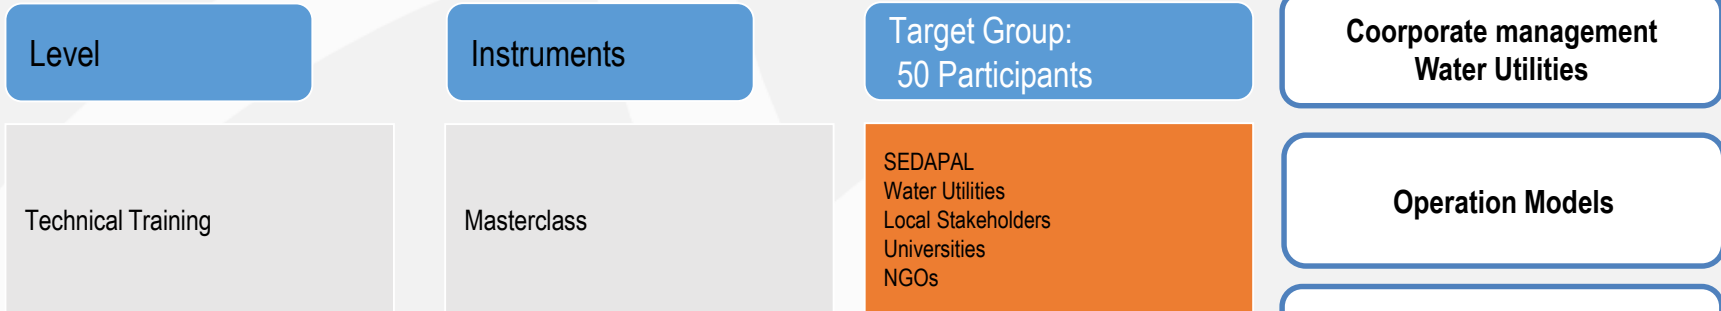 Level
Instruments
Target Group:
50 Participants
Coorporate management
Water Utilities
Technical Training
Masterclass
SEDAPAL
Water Utilities
Local Stakeholders
Universities
NGOs
Operation Models